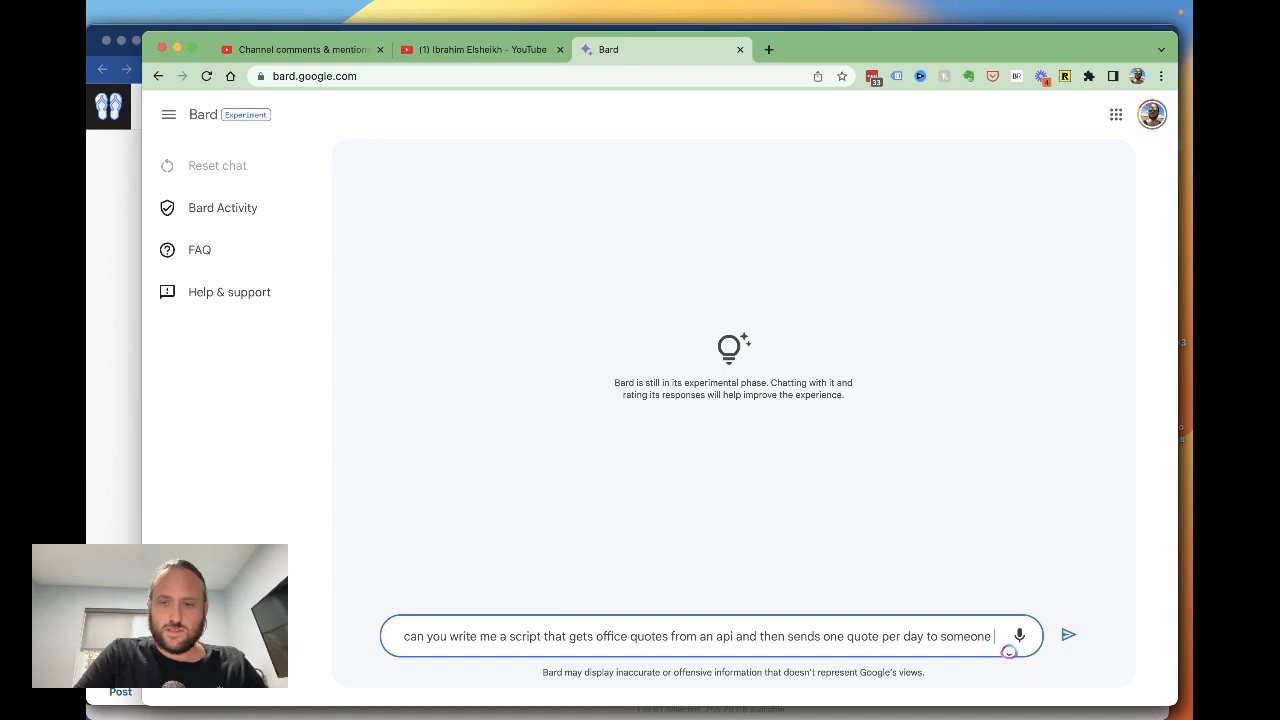 Channel comments & mention
(1) Ibrahim Elsheikh - YouTube
Bard
bard.google.com
33
BR
4
R
Bard Experiment
Reset chat
Bard Activity
FAQ
Help & support
Bard is still in its experimental phase. Chatting with it and
rating its responses will help improve the experience.
can you write me a script that gets office quotes from an api and then sends one quote per day to someone
Bard may display inaccurate or offensive information that doesn't represent Google's views.
Post